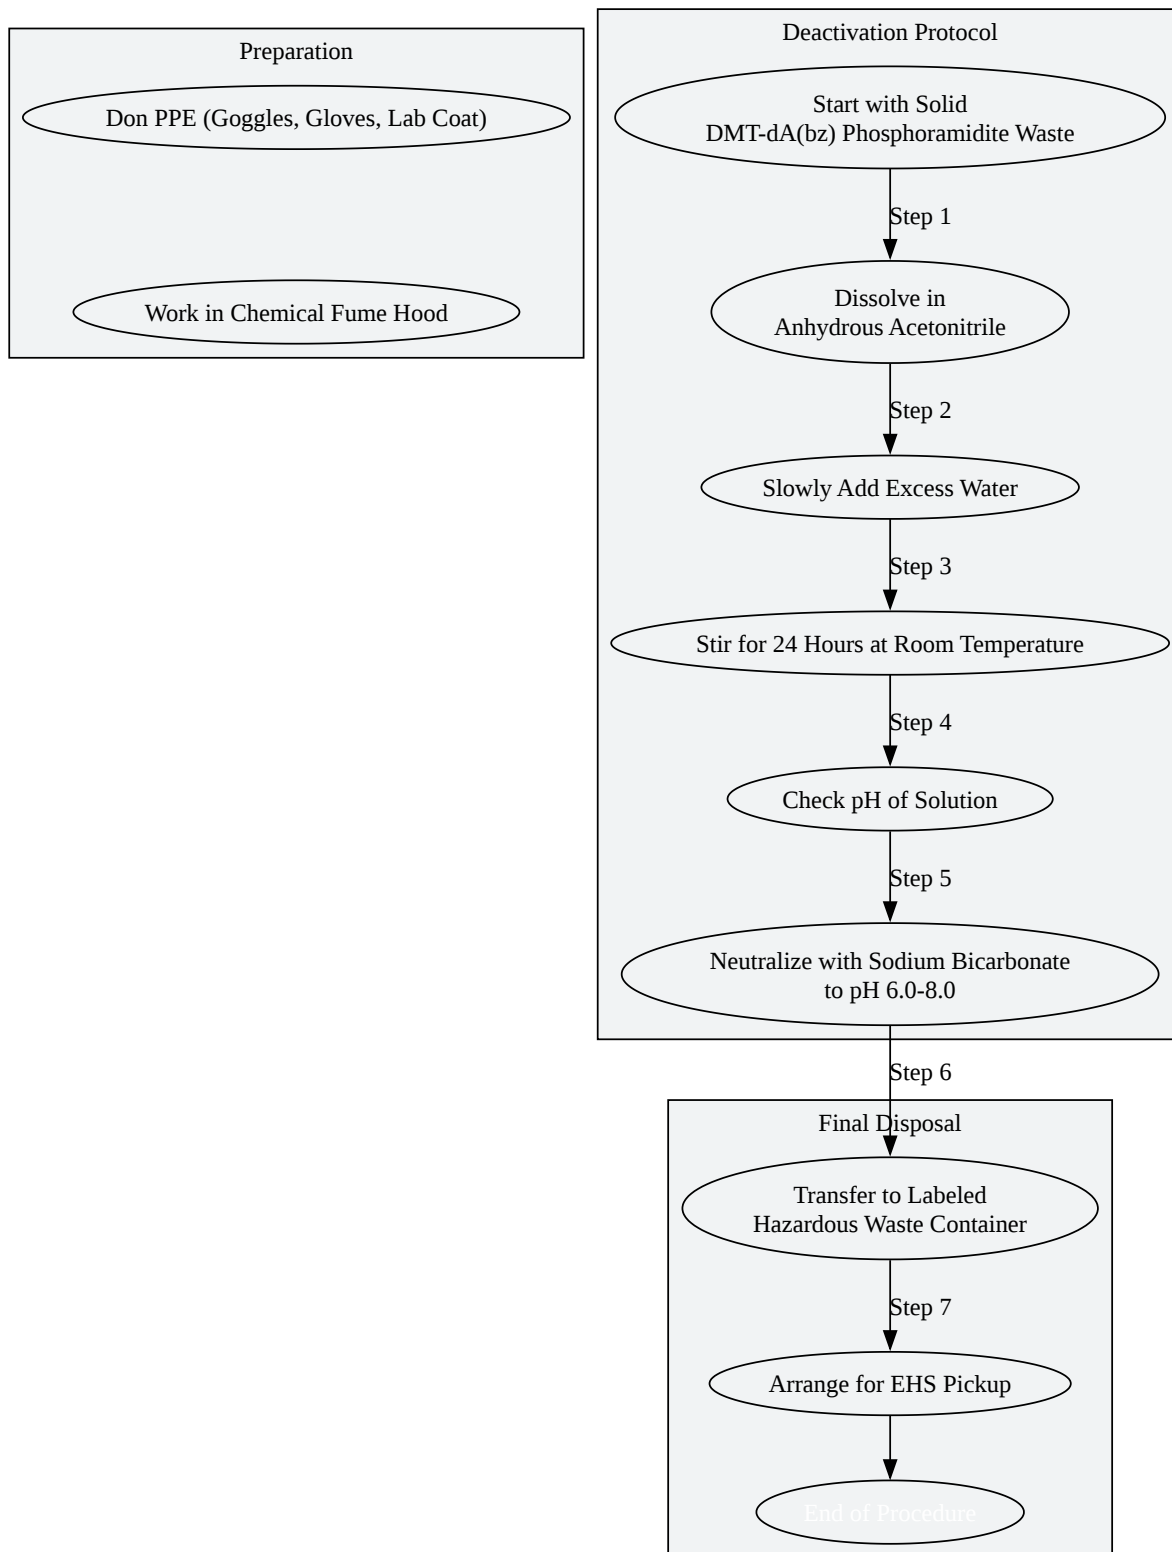 Preparation
Don PPE (Goggles, Gloves, Lab Coat)
Work in Chemical Fume Hood
Deactivation Protocol
Start with Solid
DMT-dA(bz) Phosphoramidite Waste
Step 1
Dissolve in
Anhydrous Acetonitrile
Step 2
Slowly Add Excess Water
Step 3
Stir for 24 Hours at Room Temperature
Step 4
Check pH of Solution
Step 5
Neutralize with Sodium Bicarbonate
to pH 6.0-8.0
Step 6
Final Disposal
Transfer to Labeled
Hazardous Waste Container
Step 7
Arrange for EHS Pickup
End of Procedure